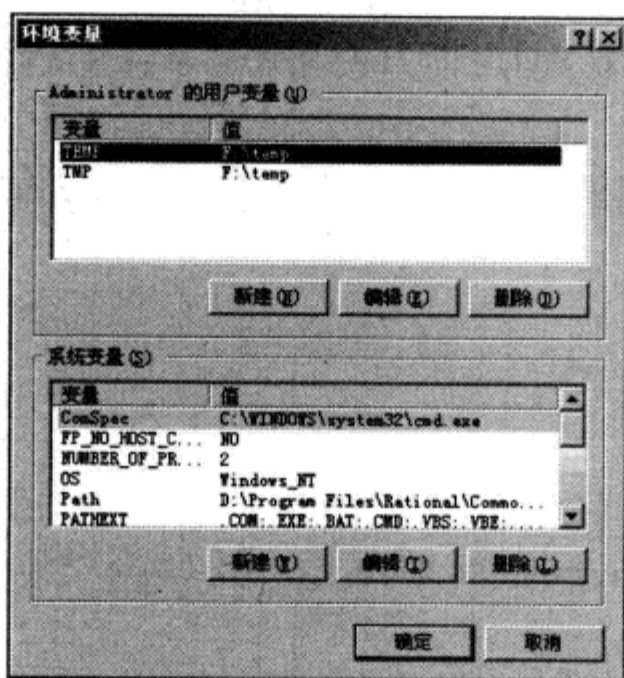 环境变量
Administrator 的用户变量(U)
变量 值
TEMP F:\temp
TMP F:\temp
新建(N) 编辑(E) 删除(D)
系统变量(S)
变量 值
ComSpec C:\WINDOWS\system32\cmd.exe
FP_NO_HOST_C... NO
NUMBER_OF_PR... 2
OS Windows_NT
Path D:\Program Files\Rational\Commo...
PATHEXT .COM;.EXE;.BAT;.CMD;.VBS;.VBE;....
新建(W) 编辑(I) 删除(L)
确定 取消